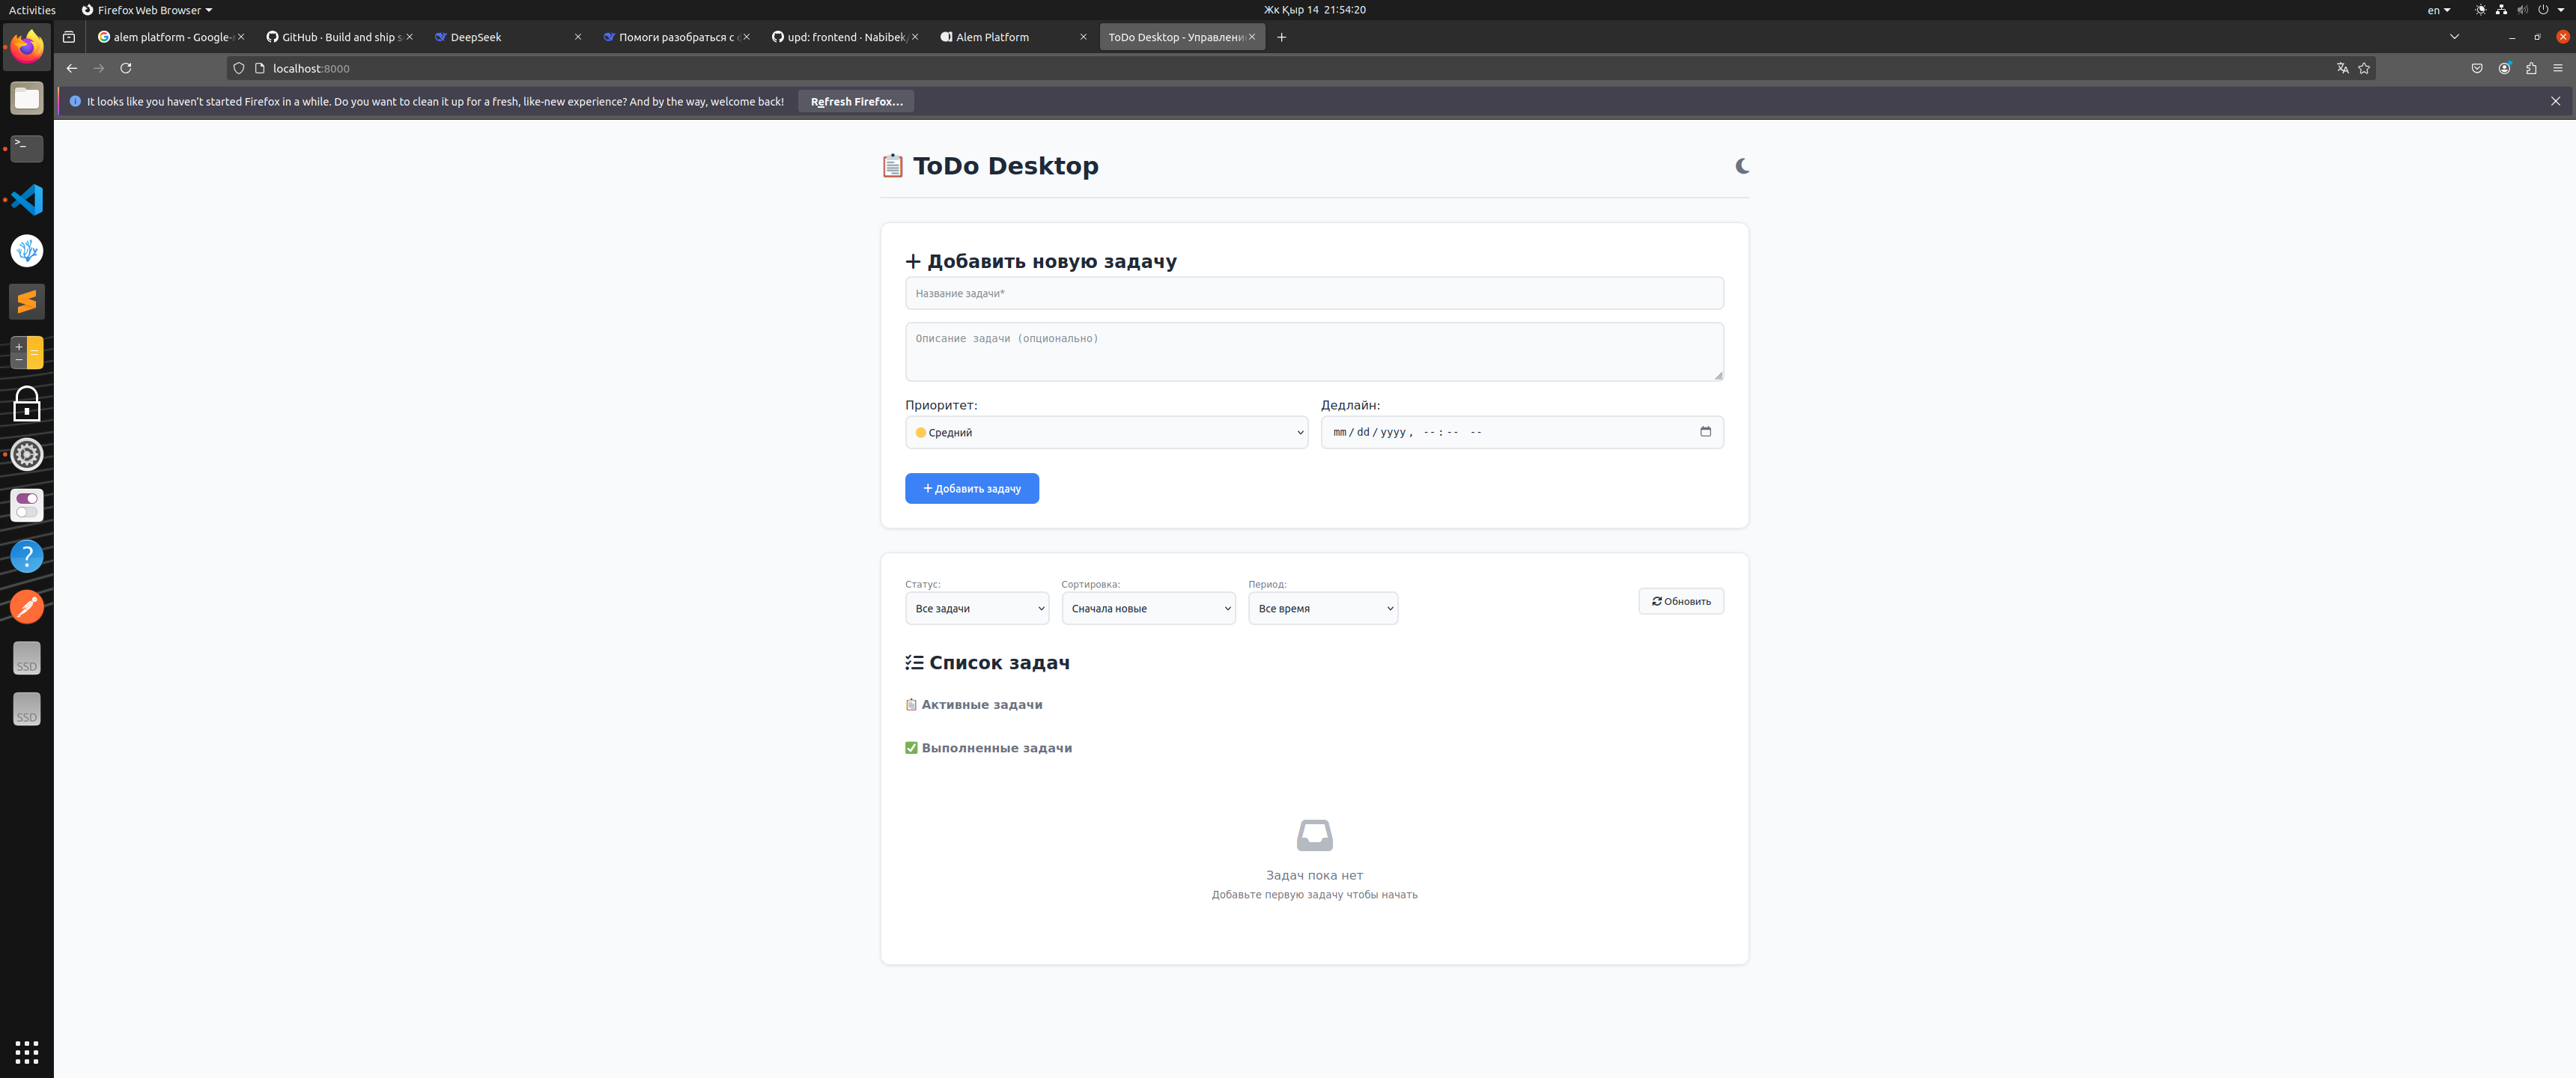 Activities Firefox Web Browser Жк Қыр 14 21:54:20 en
alem platform - Google- GitHub · Build and ship s DeepSeek Помоги разобраться с upd: frontend · Nabibek/ Alem Platform ToDo Desktop - Управлени
localhost:8000
It looks like you haven't started Firefox in a while. Do you want to clean it up for a fresh, like-new experience? And by the way, welcome back! Refresh Firefox...
ToDo Desktop
Добавить новую задачу
Название задачи*
Описание задачи (опционально)
Приоритет: Дедлайн:
Средний mm/dd/yyyy, --:-- --
+ Добавить задачу
Статус: Сортировка: Период:
Все задачи Сначала новые Все время Обновить
Список задач
Активные задачи
Выполненные задачи
Задач пока нет
Добавьте первую задачу чтобы начать
SSD
SSD